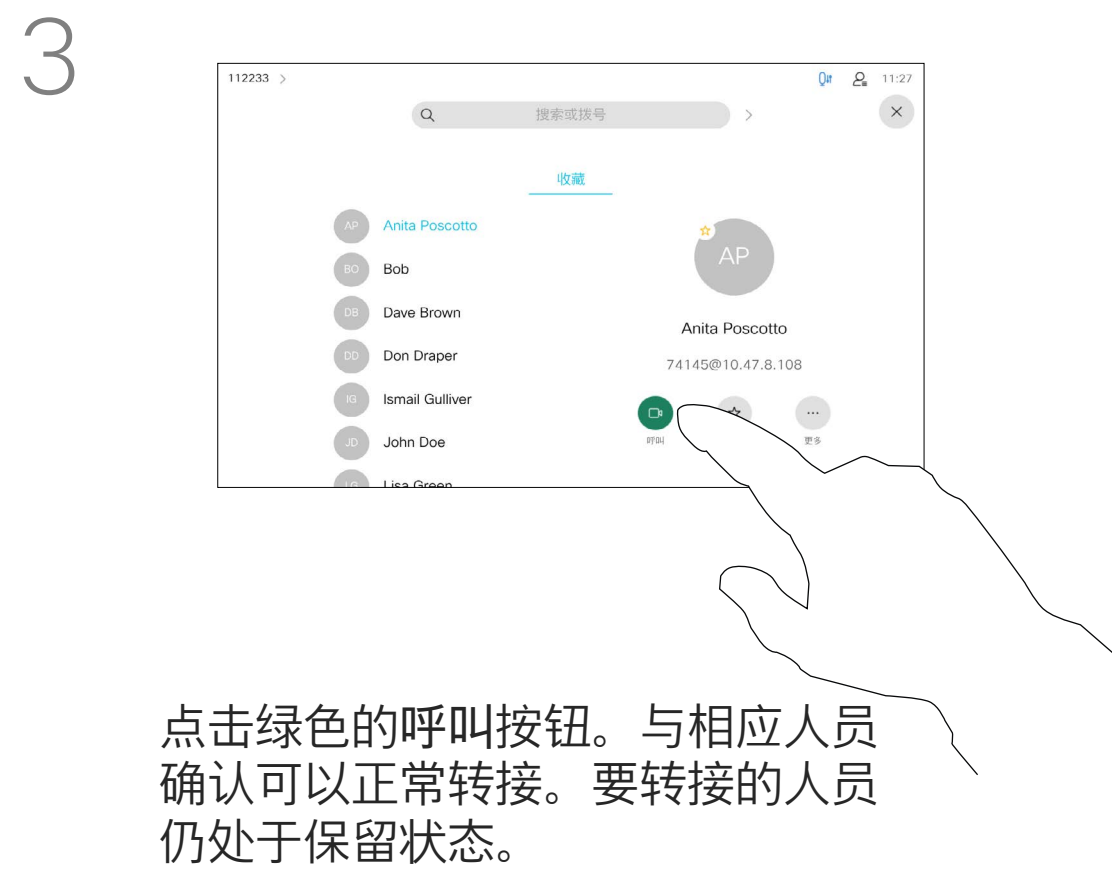 3
112233 >
11:27
搜索或拨号 >
收藏
AP Anita Poscotto
BO Bob
DB Dave Brown
DD Don Draper
IG Ismail Gulliver
JD John Doe
LG Lisa Green
AP
Anita Poscotto
74145@10.47.8.108
呼叫
更多
点击绿色的呼叫按钮。与相应人员
确认可以正常转接。要转接的人员
仍处于保留状态。